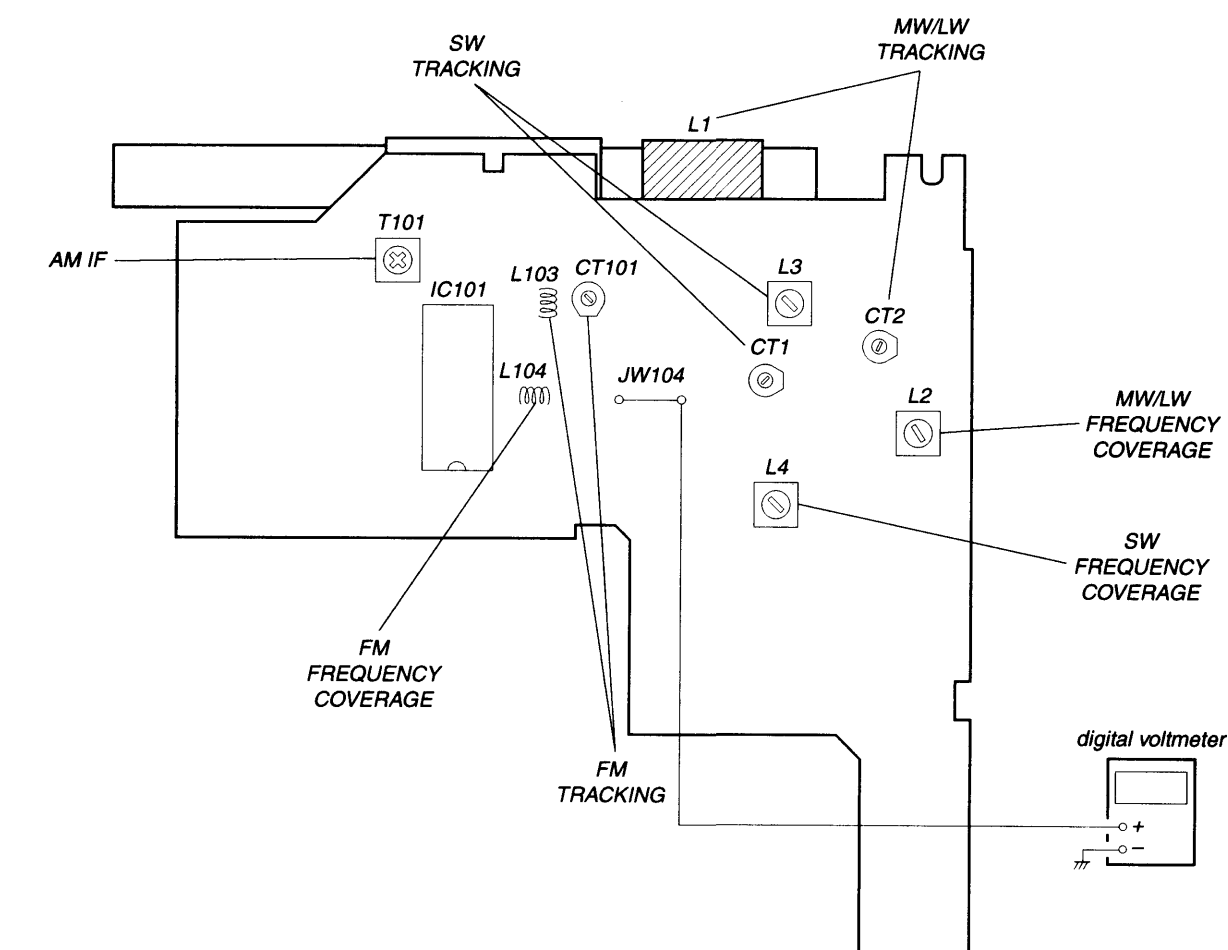 MW/LW
TRACKING
SW
TRACKING
L1
T101
AM IF
L103
CT101
L3
IC101
CT2
CT1
L104
JW104
L2
MW/LW
FREQUENCY
COVERAGE
L4
SW
FREQUENCY
COVERAGE
FM
FREQUENCY
COVERAGE
FM
TRACKING
digital voltmeter
+
−